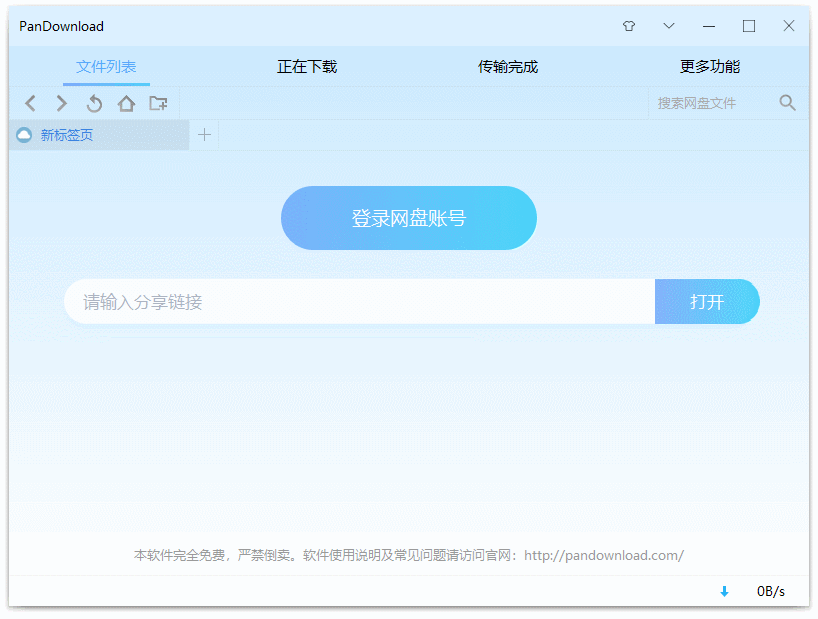 PanDownload
文件列表
正在下载
传输完成
更多功能
搜索网盘文件
新标签页
登录网盘账号
请输入分享链接
打开
本软件完全免费，严禁倒卖。软件使用说明及常见问题请访问官网：http://pandownload.com/
0B/s